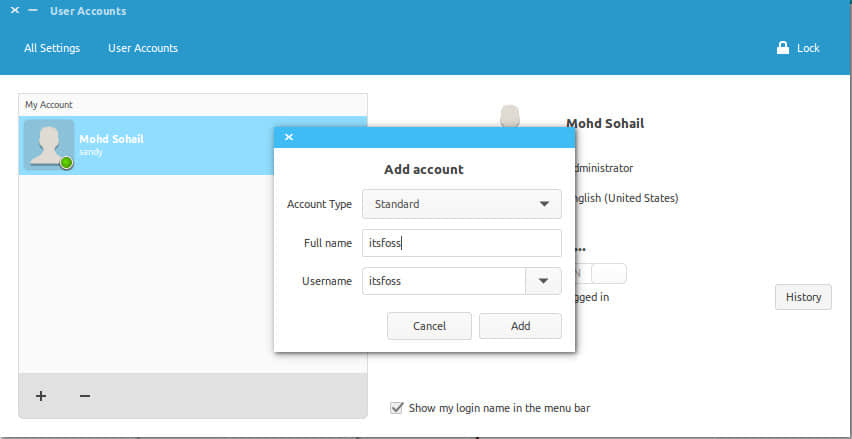 User Accounts
All Settings
User Accounts
Lock
My Account
Mohd Sohail
sandy
Mohd Sohail
dministrator
nglish (United States)
...
N
gged in
History
Show my login name in the menu bar
Add account
Account Type
Standard
Full name
itsfoss
Username
itsfoss
Cancel
Add